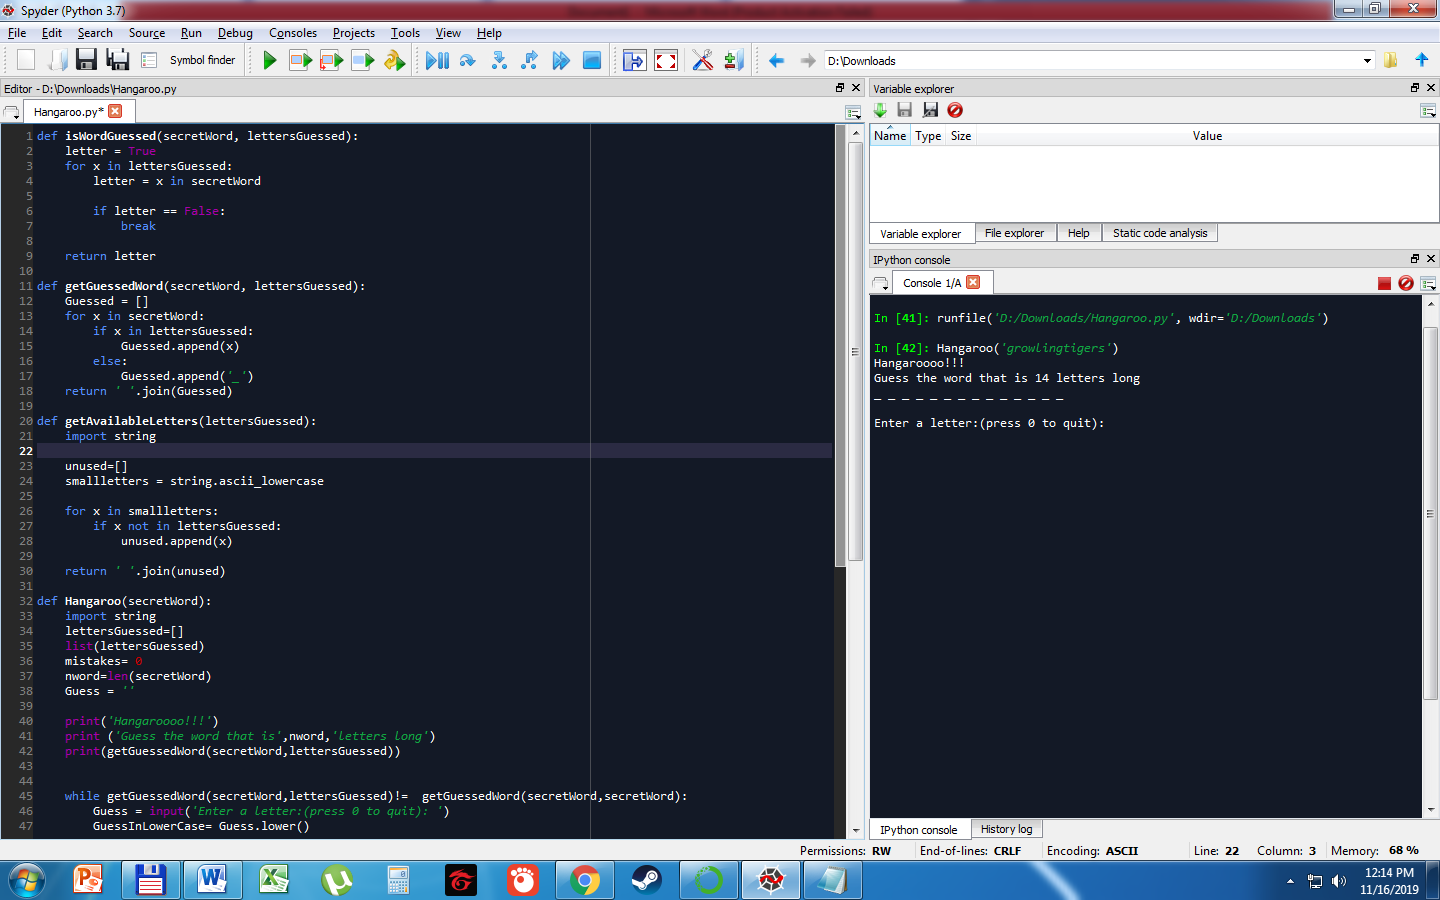 Spyder (Python 3.7)
File Edit Search Source Run Debug Consoles Projects Tools View Help
Symbol finder
D:\Downloads
Editor - D:\Downloads\Hangaroo.py
Hangaroo.py*
1 def isWordGuessed(secretWord, lettersGuessed):
2     letter = True
3     for x in lettersGuessed:
4         letter = x in secretWord
5
6         if letter == False:
7             break
8
9     return letter
10
11 def getGuessedWord(secretWord, lettersGuessed):
12     Guessed = []
13     for x in secretWord:
14         if x in lettersGuessed:
15             Guessed.append(x)
16         else:
17             Guessed.append('_')
18     return ' '.join(Guessed)
19
20 def getAvailableLetters(lettersGuessed):
21     import string
22
23     unused=[]
24     smallletters = string.ascii_lowercase
25
26     for x in smallletters:
27         if x not in lettersGuessed:
28             unused.append(x)
29
30     return ' '.join(unused)
31
32 def Hangaroo(secretWord):
33     import string
34     lettersGuessed=[]
35     list(lettersGuessed)
36     mistakes= 0
37     nword=len(secretWord)
38     Guess = ''
39
40     print('Hangaroooo!!!')
41     print ('Guess the word that is',nword,'letters long')
42     print(getGuessedWord(secretWord,lettersGuessed))
43
44
45     while getGuessedWord(secretWord,lettersGuessed)!=  getGuessedWord(secretWord,secretWord):
46         Guess = input('Enter a letter:(press 0 to quit): ')
47         GuessInLowerCase= Guess.lower()
Variable explorer
Name Type Size Value
Variable explorer File explorer Help Static code analysis
IPython console
Console 1/A
In [41]: runfile('D:/Downloads/Hangaroo.py', wdir='D:/Downloads')
In [42]: Hangaroo('growlingtigers')
Hangaroooo!!!
Guess the word that is 14 letters long
_ _ _ _ _ _ _ _ _ _ _ _ _ _
Enter a letter:(press 0 to quit):
IPython console History log
Permissions: RW End-of-lines: CRLF Encoding: ASCII Line: 22 Column: 3 Memory: 68 %
12:14 PM
11/16/2019